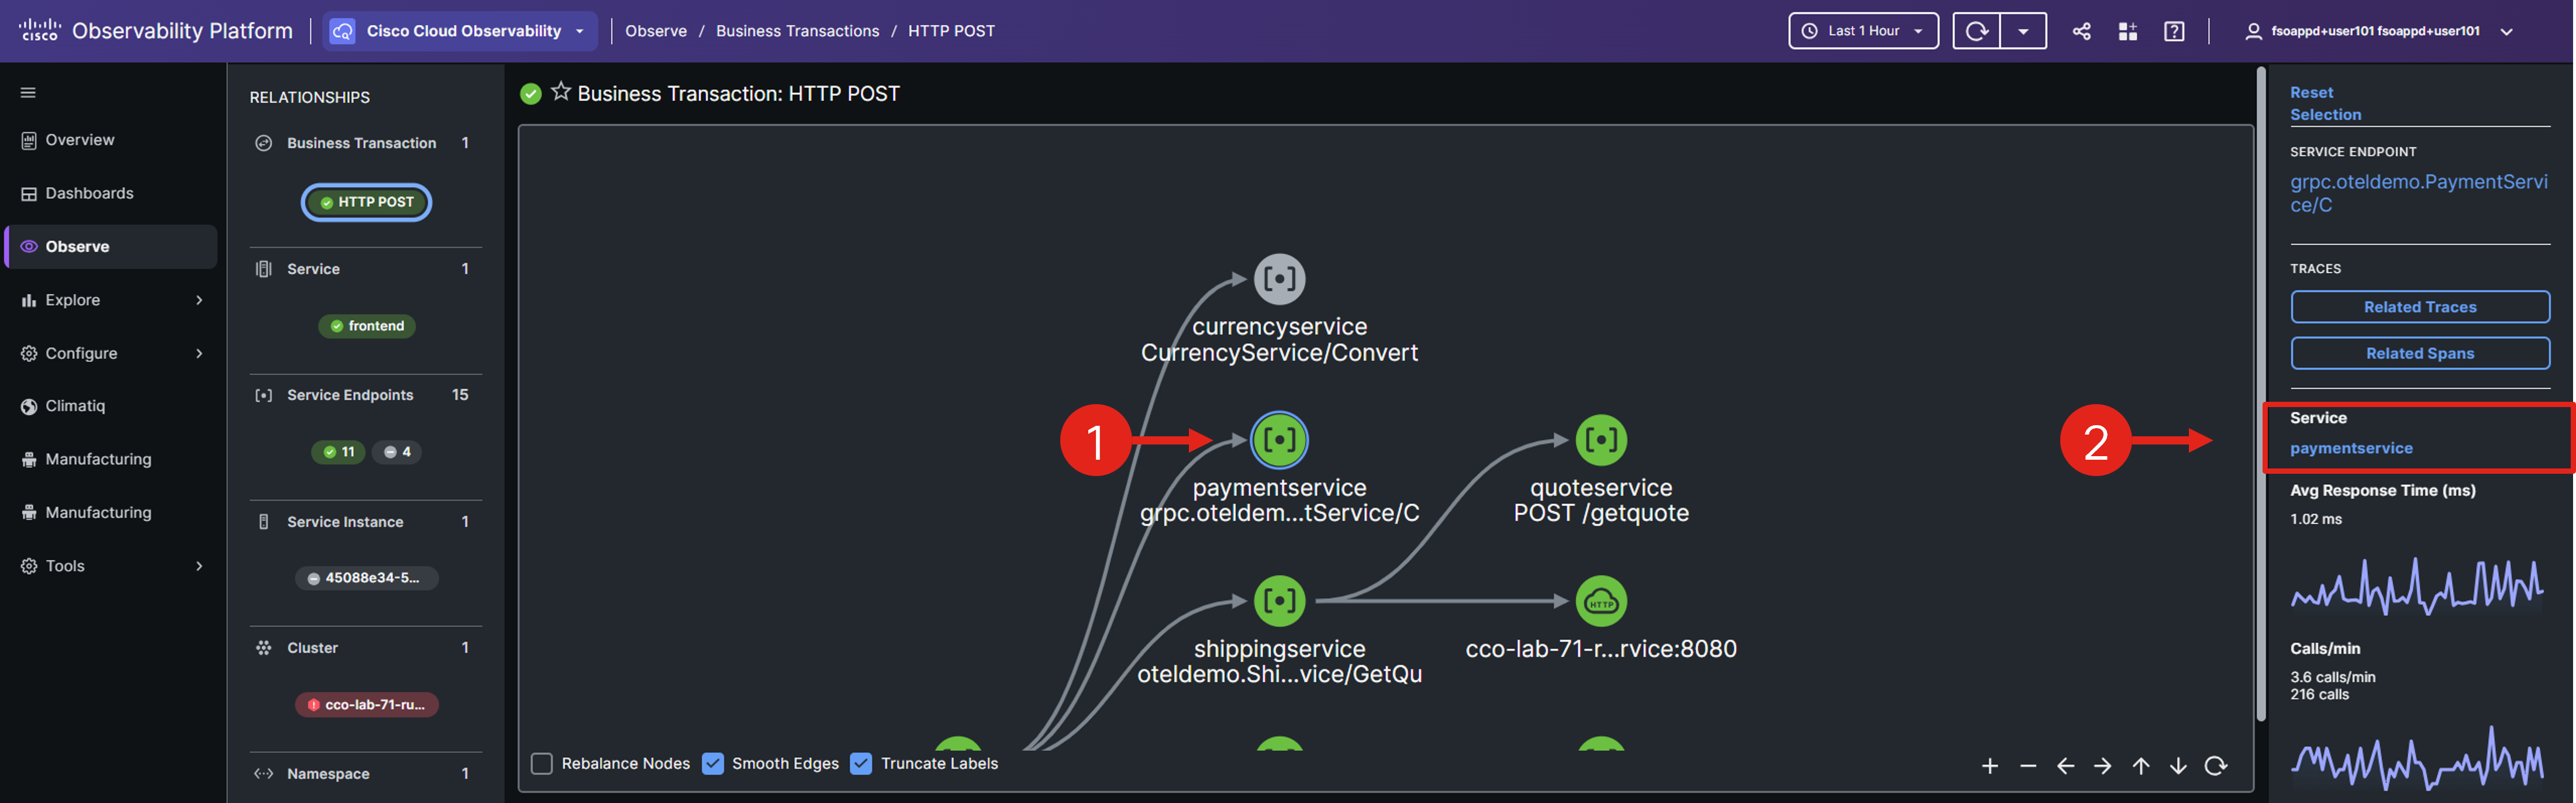 cisco Observability Platform
Cisco Cloud Observability
Observe / Business Transactions / HTTP POST
Last 1 Hour
fsoappd+user101 fsoappd+user101
Overview
Dashboards
Observe
Explore
Configure
Climatiq
Manufacturing
Manufacturing
Tools
RELATIONSHIPS
Business Transaction 1
HTTP POST
Service 1
frontend
Service Endpoints 15
11 4
Service Instance 1
45088e34-5...
Cluster 1
cco-lab-71-ru...
Namespace 1
Business Transaction: HTTP POST
currencyservice
CurrencyService/Convert
1
paymentservice
grpc.oteldem...tService/C
quoteservice
POST /getquote
shippingservice
oteldemo.Shi...vice/GetQu
HTTP
cco-lab-71-r...rvice:8080
2
Rebalance Nodes Smooth Edges Truncate Labels
Reset
Selection
SERVICE ENDPOINT
grpc.oteldemo.PaymentServi
ce/C
TRACES
Related Traces
Related Spans
Service
paymentservice
Avg Response Time (ms)
1.02 ms
Calls/min
3.6 calls/min
216 calls